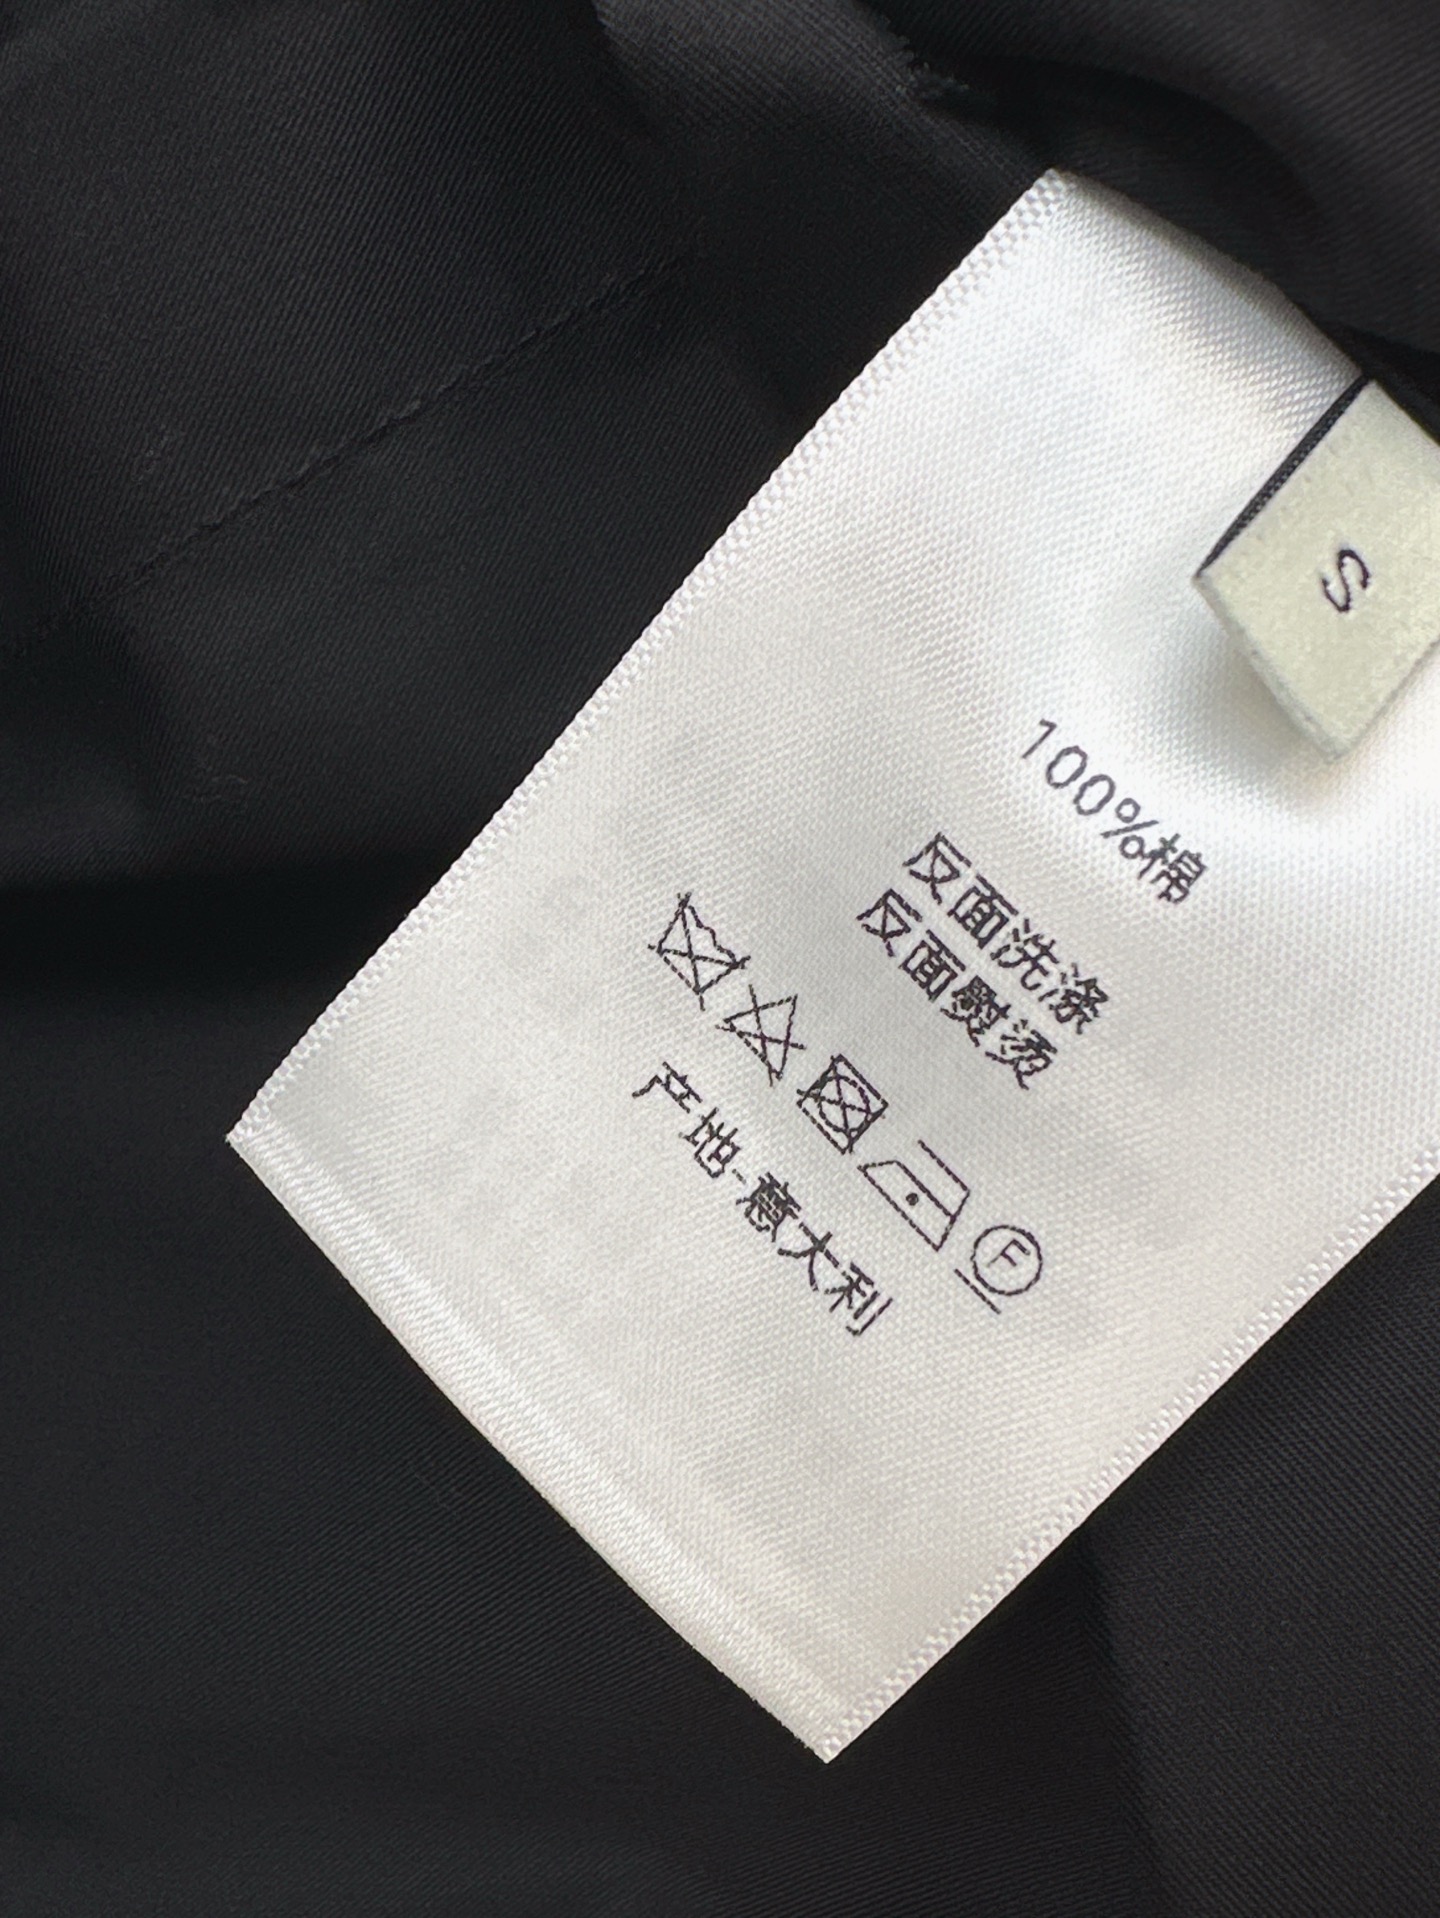 S
100%棉
反面洗涤
反面熨烫
F
产地-意大利